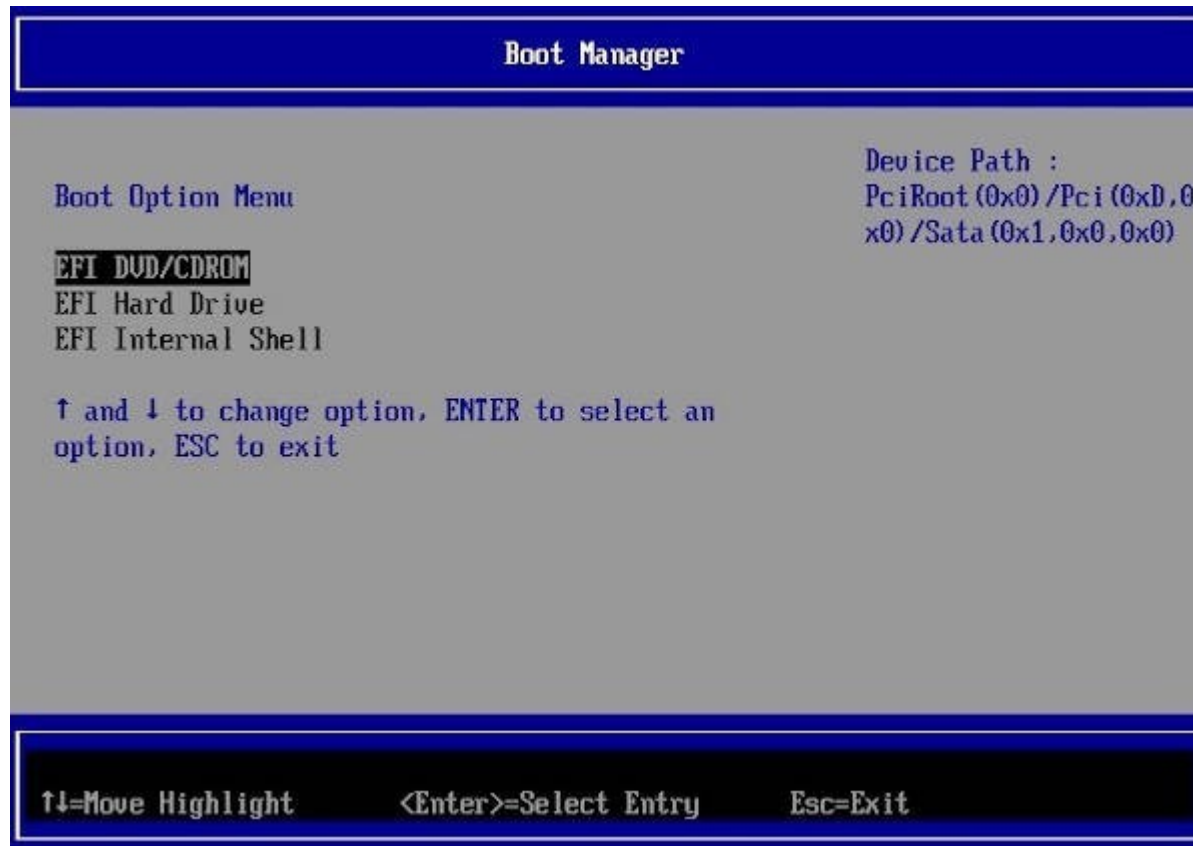 Boot Manager
Device Path :
Boot Option Menu
PciRoot(0x0)/Pci(0xD,0
x0)/Sata(0x1,0x0,0x0)
EFI DVD/CDROM
EFI Hard Drive
EFI Internal Shell
↑ and ↓ to change option, ENTER to select an
option, ESC to exit
↑↓=Move Highlight <Enter>=Select Entry Esc=Exit